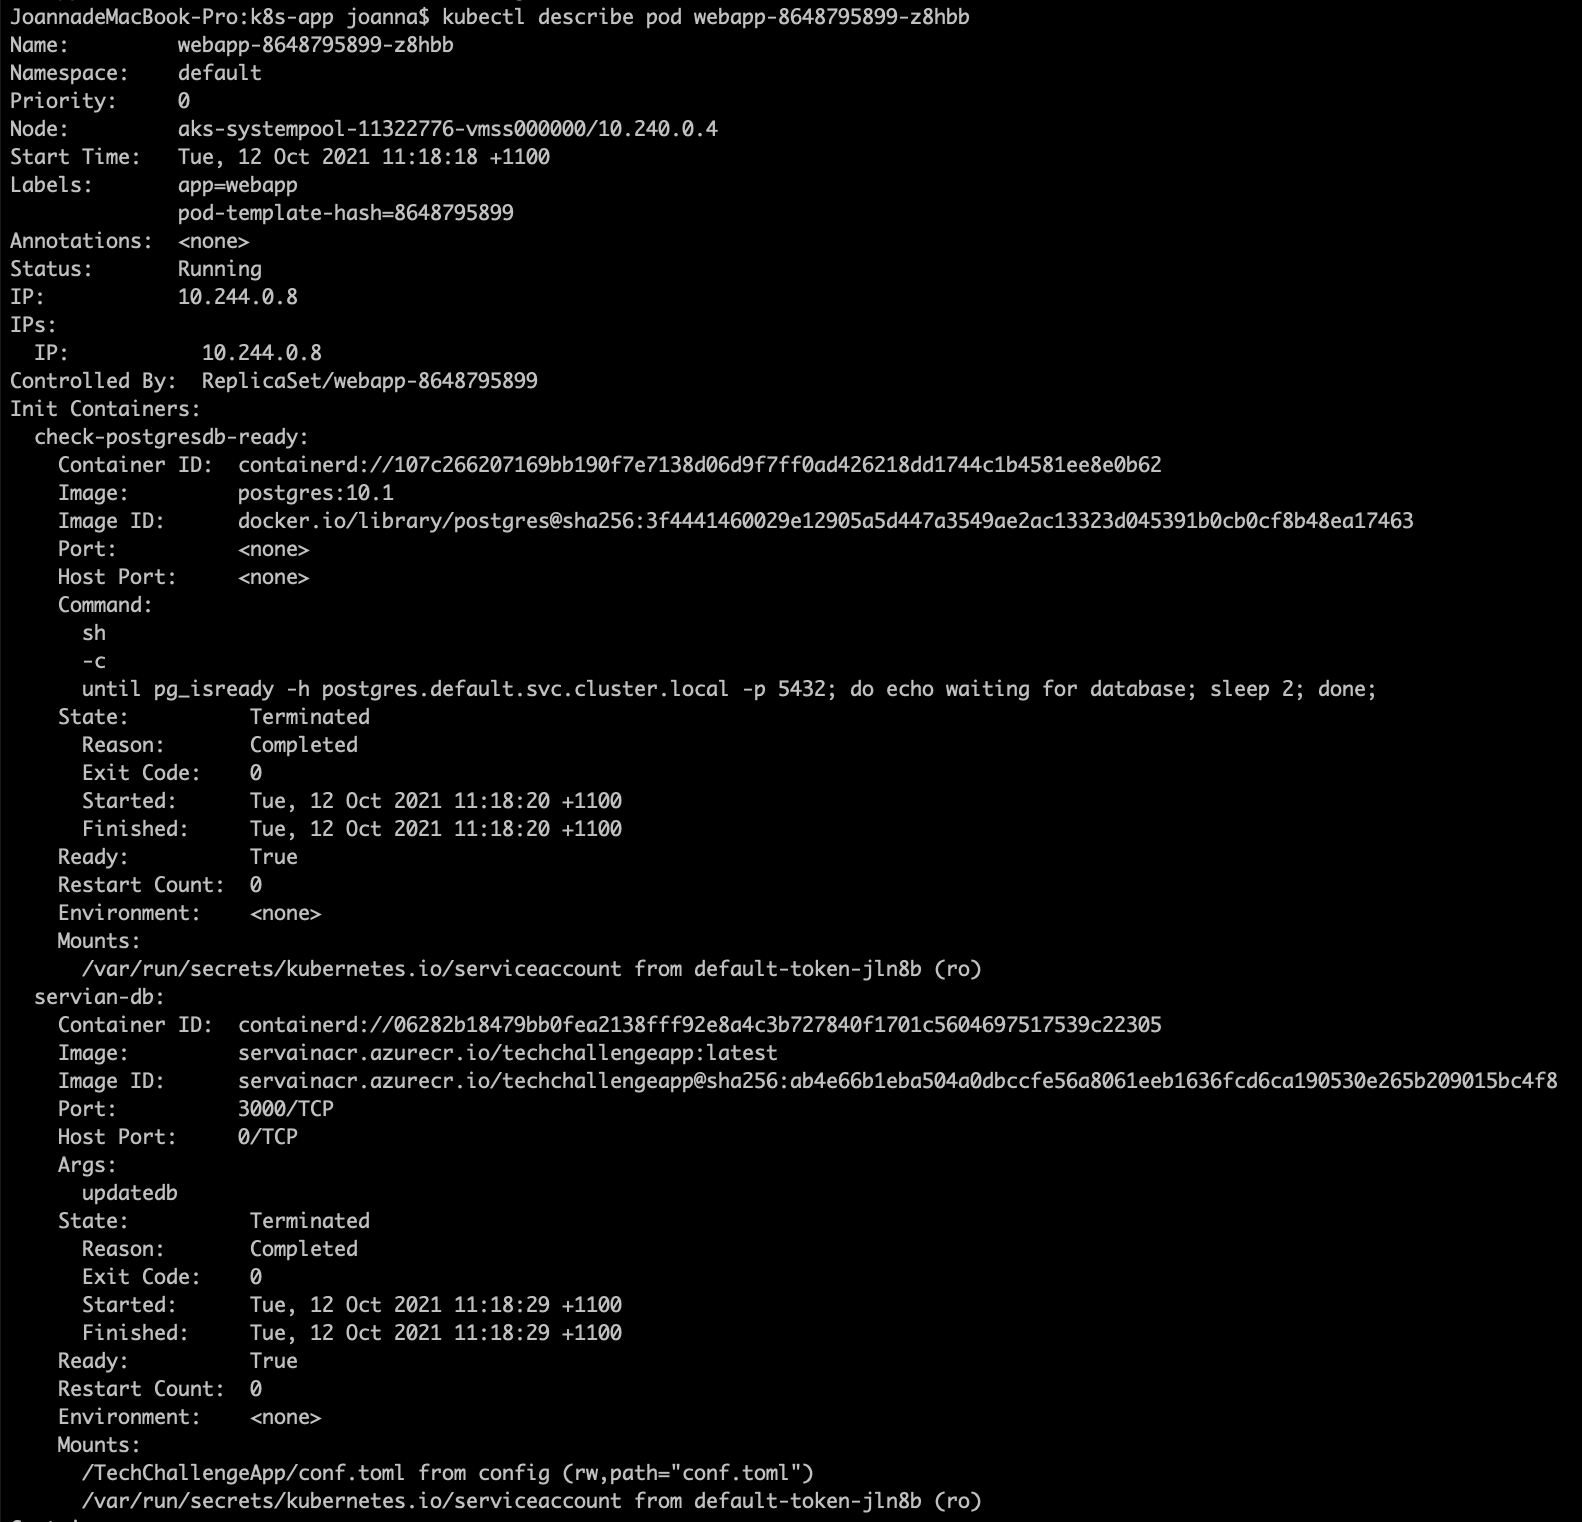 JoannadeMacBook-Pro:k8s-app joanna$ kubectl describe pod webapp-8648795899-z8hbb
Name:         webapp-8648795899-z8hbb
Namespace:    default
Priority:     0
Node:         aks-systempool-11322776-vmss000000/10.240.0.4
Start Time:   Tue, 12 Oct 2021 11:18:18 +1100
Labels:       app=webapp
              pod-template-hash=8648795899
Annotations:  <none>
Status:       Running
IP:           10.244.0.8
IPs:
  IP:           10.244.0.8
Controlled By:  ReplicaSet/webapp-8648795899
Init Containers:
  check-postgresdb-ready:
    Container ID:  containerd://107c266207169bb190f7e7138d06d9f7ff0ad426218dd1744c1b4581ee8e0b62
    Image:         postgres:10.1
    Image ID:      docker.io/library/postgres@sha256:3f4441460029e12905a5d447a3549ae2ac13323d045391b0cb0cf8b48ea17463
    Port:          <none>
    Host Port:     <none>
    Command:
      sh
      -c
      until pg_isready -h postgres.default.svc.cluster.local -p 5432; do echo waiting for database; sleep 2; done;
    State:          Terminated
      Reason:       Completed
      Exit Code:    0
      Started:      Tue, 12 Oct 2021 11:18:20 +1100
      Finished:     Tue, 12 Oct 2021 11:18:20 +1100
    Ready:          True
    Restart Count:  0
    Environment:    <none>
    Mounts:
      /var/run/secrets/kubernetes.io/serviceaccount from default-token-jln8b (ro)
  servian-db:
    Container ID:  containerd://06282b18479bb0fea2138fff92e8a4c3b727840f1701c5604697517539c22305
    Image:         servainacr.azurecr.io/techchallengeapp:latest
    Image ID:      servainacr.azurecr.io/techchallengeapp@sha256:ab4e66b1eba504a0dbccfe56a8061eeb1636fcd6ca190530e265b209015bc4f8
    Port:          3000/TCP
    Host Port:     0/TCP
    Args:
      updatedb
    State:          Terminated
      Reason:       Completed
      Exit Code:    0
      Started:      Tue, 12 Oct 2021 11:18:29 +1100
      Finished:     Tue, 12 Oct 2021 11:18:29 +1100
    Ready:          True
    Restart Count:  0
    Environment:    <none>
    Mounts:
      /TechChallengeApp/conf.toml from config (rw,path="conf.toml")
      /var/run/secrets/kubernetes.io/serviceaccount from default-token-jln8b (ro)